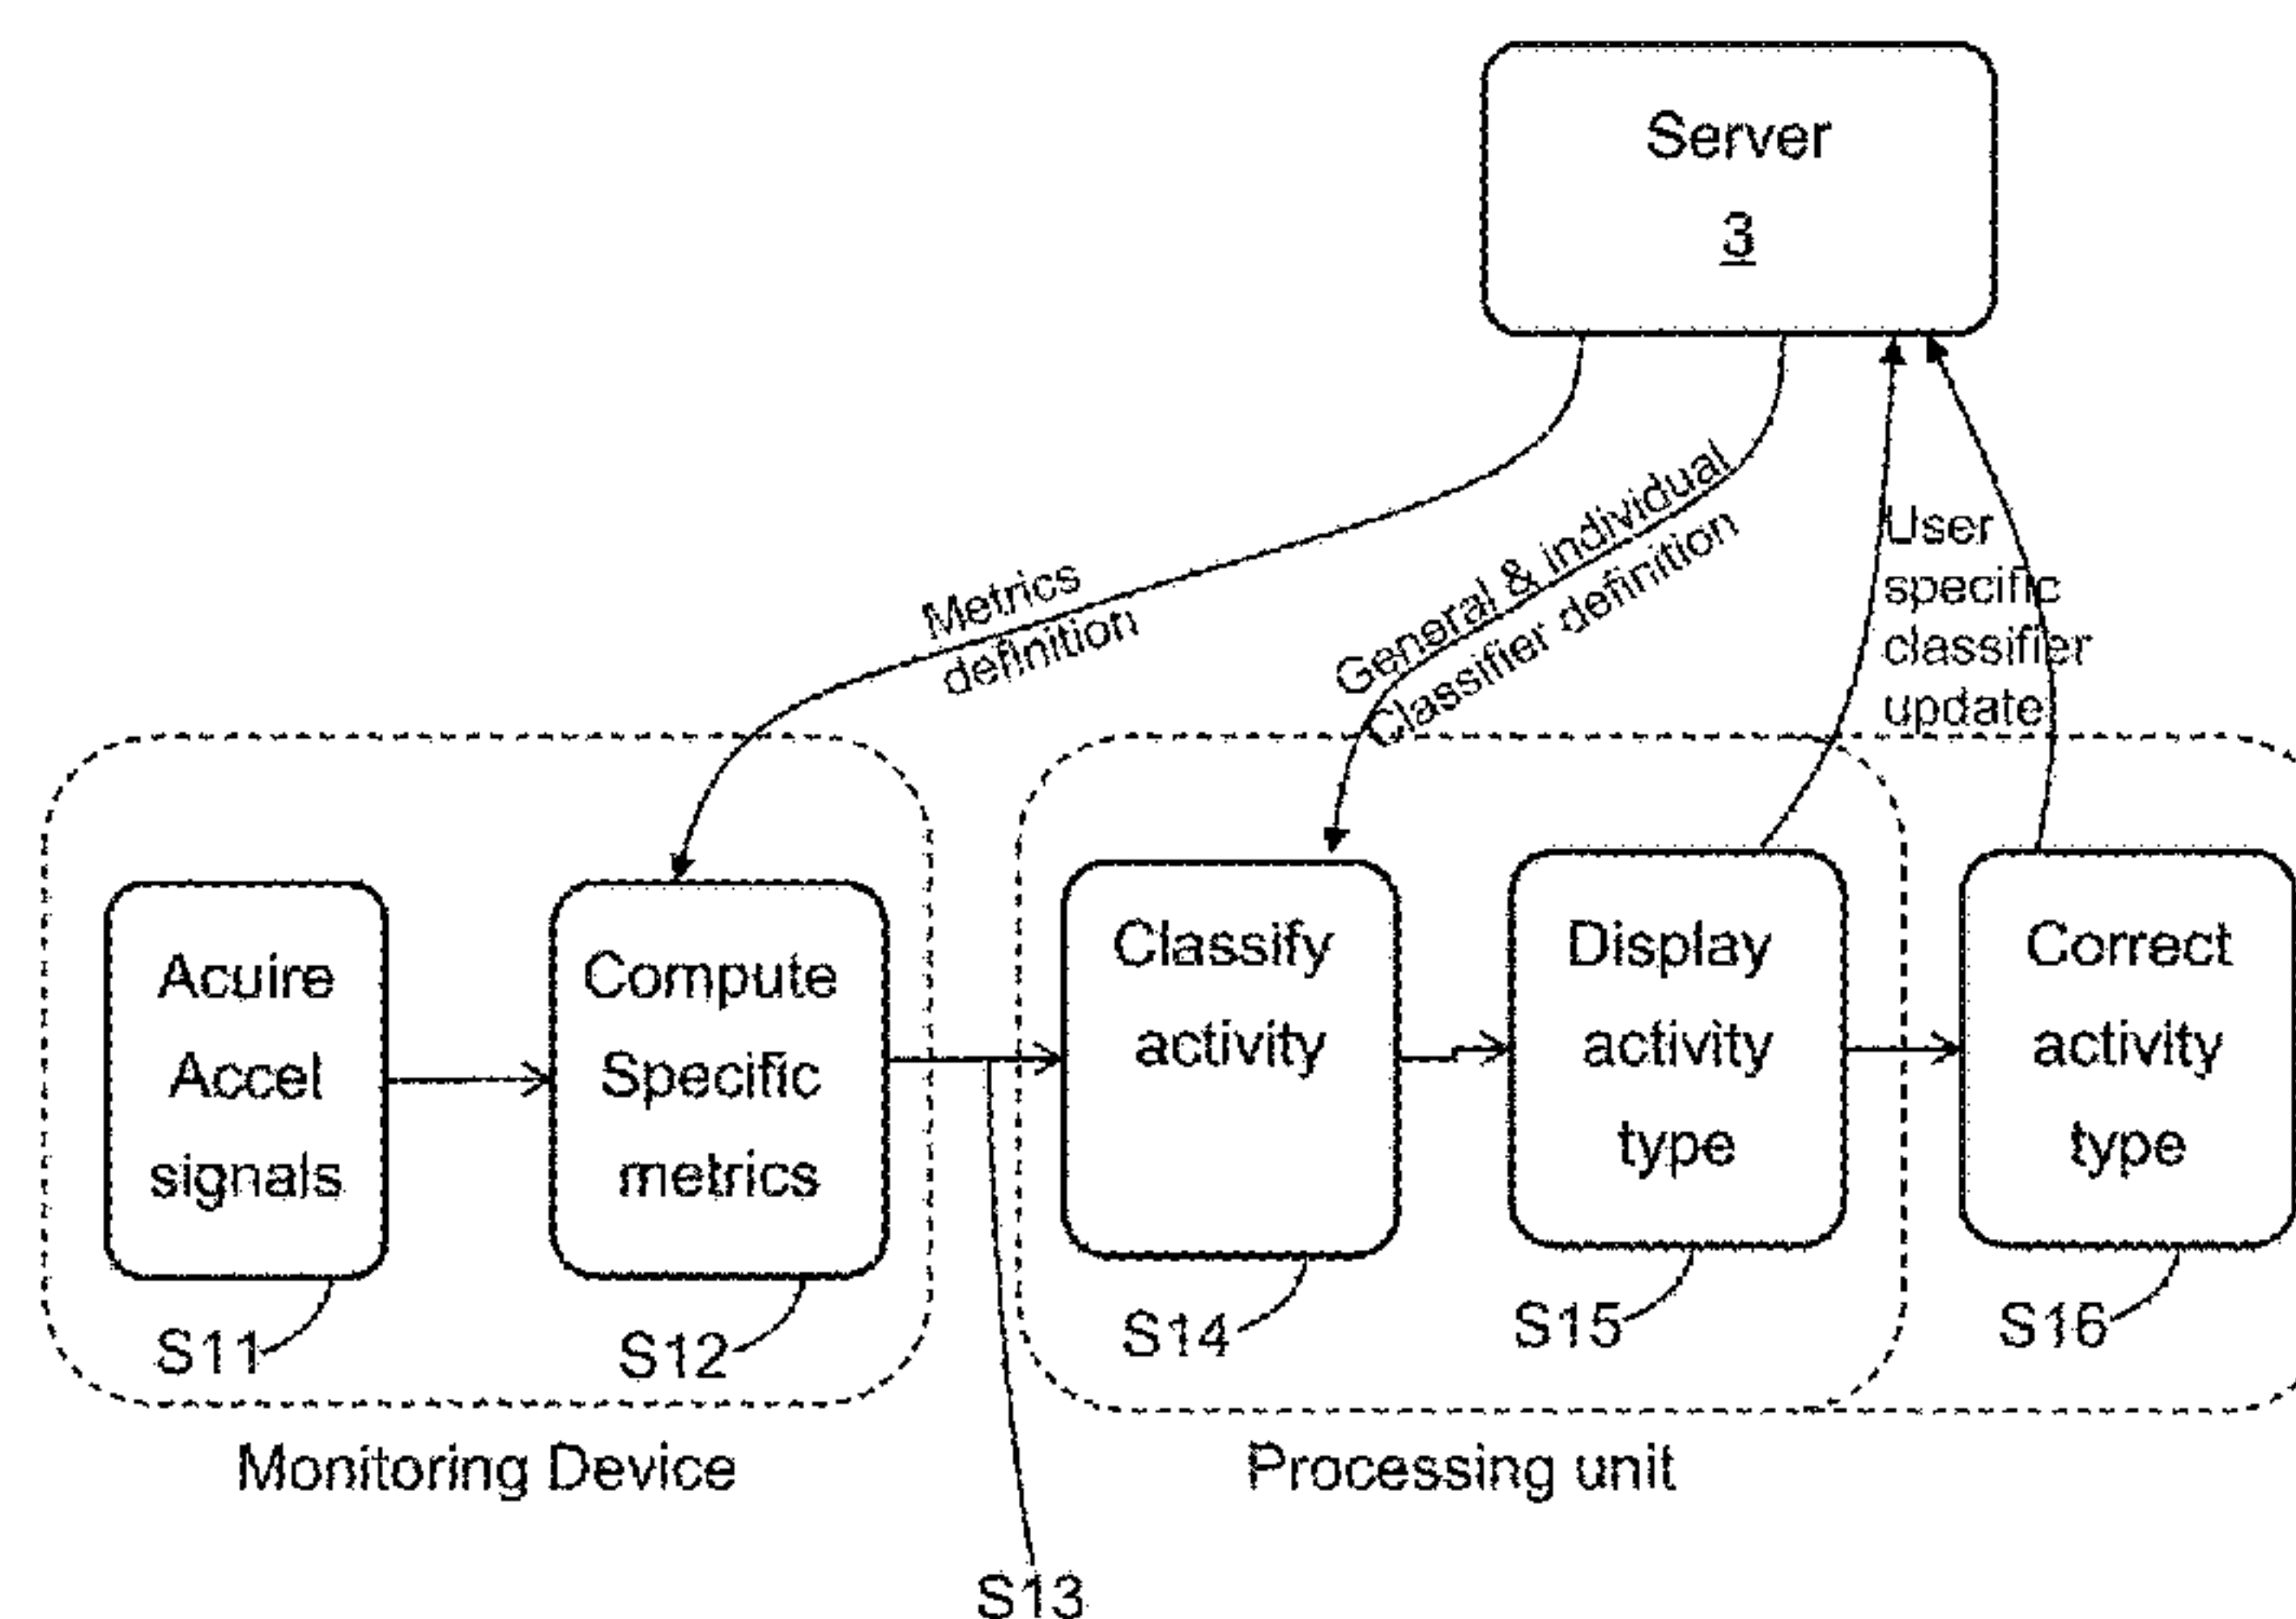 Server
3
Metrics
definition
General & individual
Classifier definition
User
specific
classifier
update
Acuire
Accel
signals
Compute
Specific
metrics
Classify
activity
Display
activity
type
Correct
activity
type
S11
S12
S14
S15
S16
Monitoring Device
Processing unit
S13